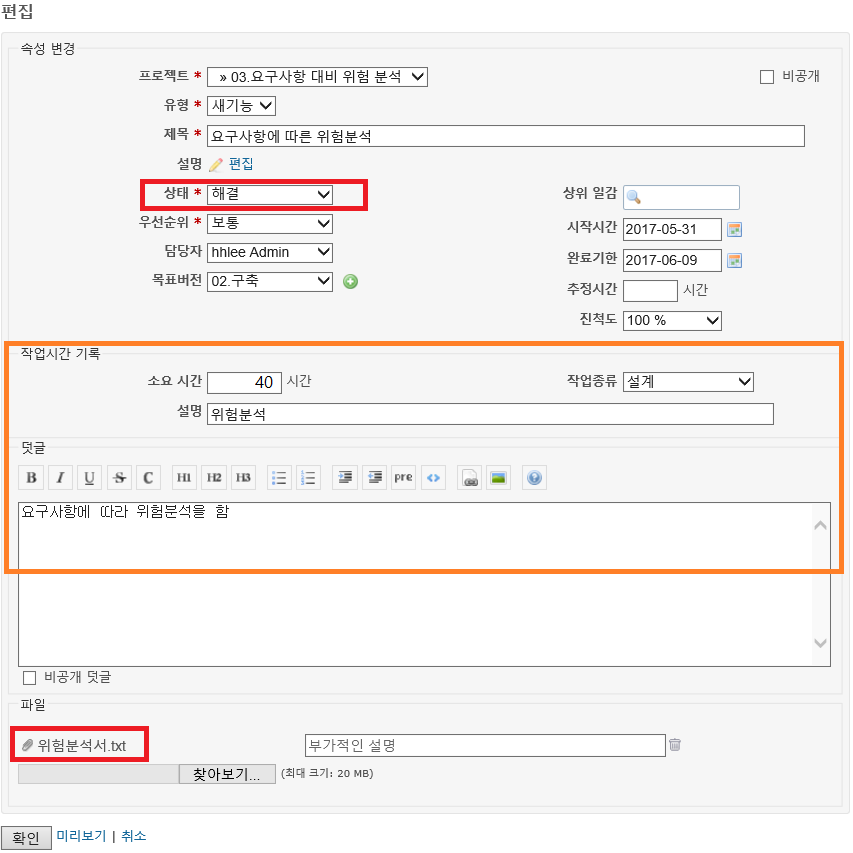 편집
속성 변경
프로젝트 * » 03.요구사항 대비 위험 분석 비공개
유형 * 새기능
제목 * 요구사항에 따른 위험분석
설명 편집
상태 * 해결 상위 일감
우선순위 * 보통 시작시간 2017-05-31
담당자 hhlee Admin 완료기한 2017-06-09
목표버전 02.구축 추정시간 시간
진척도 100 %
작업시간 기록
소요 시간 40 시간 작업종류 설계
설명 위험분석
덧글
B I U S C H1 H2 H3 pre
요구사항에 따라 위험분석을 함
비공개 덧글
파일
위험분석서.txt 부가적인 설명
찾아보기... (최대 크기: 20 MB)
확인 미리보기 | 취소